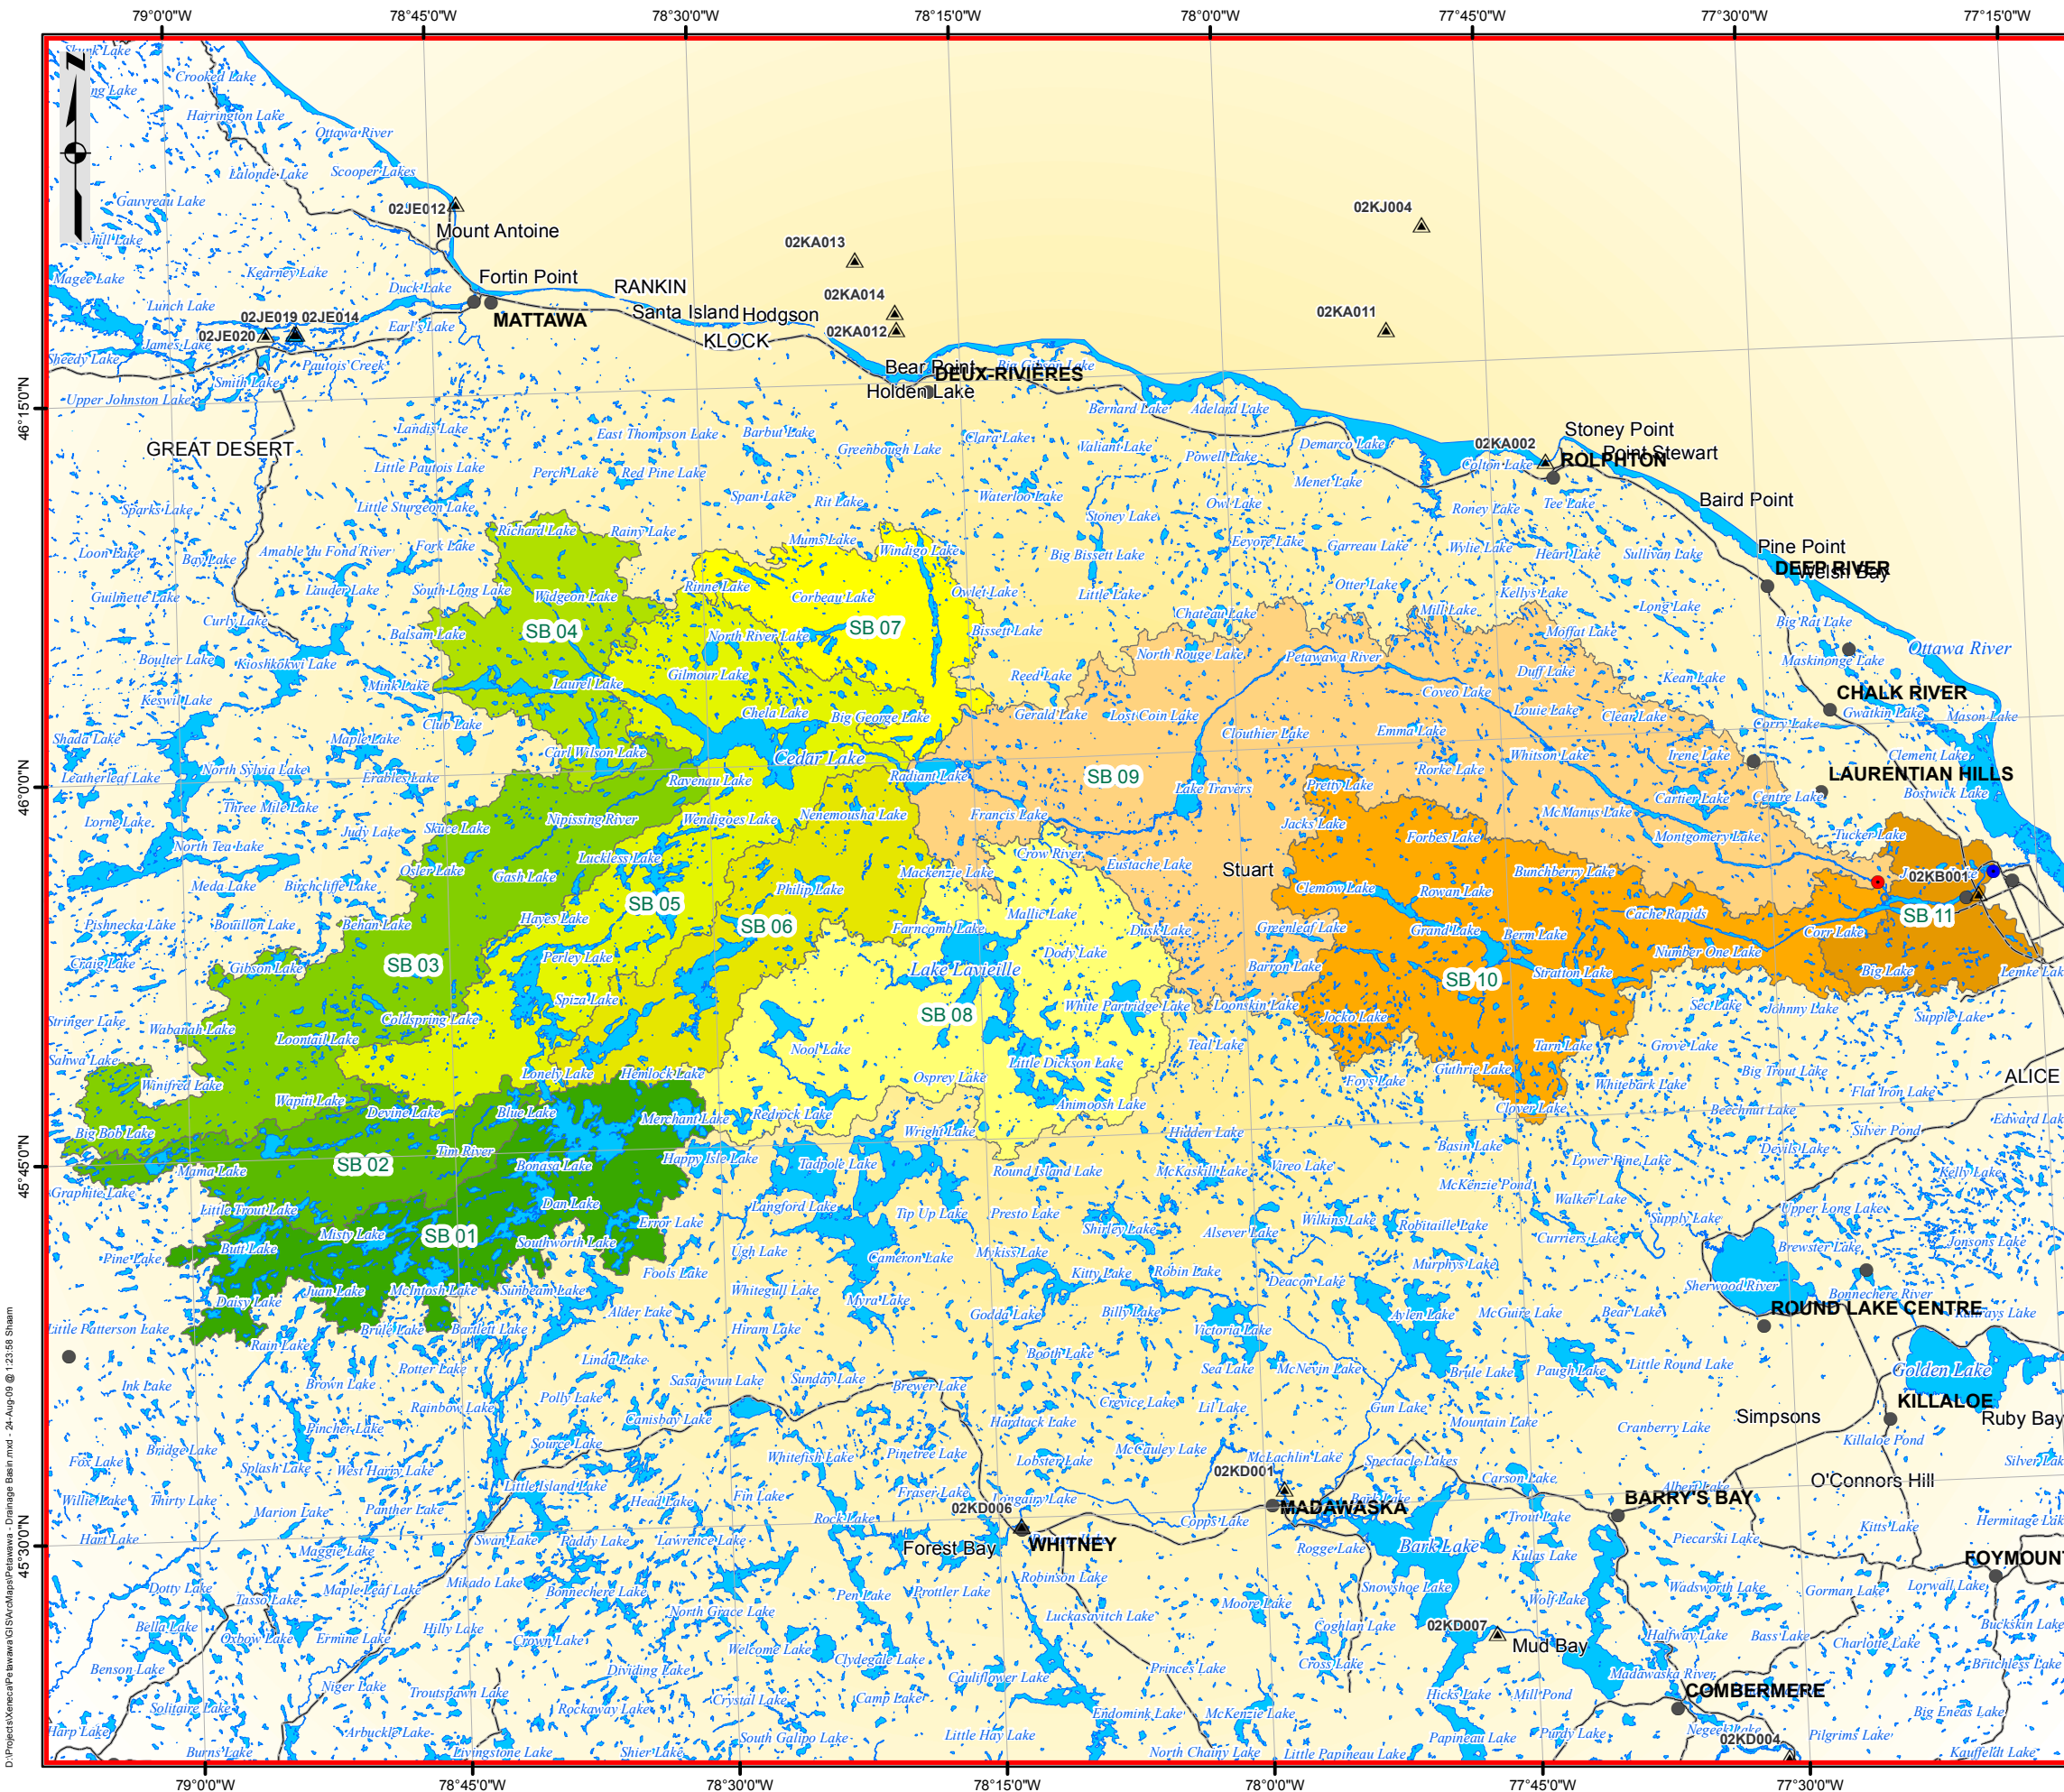 79°0'0"W 78°45'0"W 78°30'0"W 78°15'0"W 78°0'0"W 77°45'0"W 77°30'0"W 77°15'0"W
N
Crooked Lake
Harrington Lake
Ottawa River
Lalonde Lake
Scooper Lakes
Gauvreau Lake
02JE012
Mount Antoine
02KJ004
02KA013
Magee Lake
Kearney Lake
Fortin Point
Duck Lake
RANKIN
02KA014
Lunch Lake
02JE019 02JE014
Santa Island
Hodgson
02KA011
MATTAWA
Earl's Lake
02JE020
02KA012
James Lake
KLOCK
Sheedy Lake
Pautois Creek
Bear Point
Big Gibson Lake
DEUX-RIVIERES
Smith Lake
Holden Lake
Upper Johnston Lake
46°15'0"N
Bernard Lake
Adelard Lake
Landis Lake
East Thompson Lake
Barbut Lake
Clara Lake
Stoney Point
GREAT DESERT
Greenbough Lake
Valiant Lake
Demarco Lake
02KA002
Point Stewart
ROLPHTON
Powell Lake
Colton Lake
Little Pautois Lake
Perch Lake
Red Pine Lake
Menet Lake
Span Lake
Rit Lake
Waterloo Lake
Owl Lake
Tee Lake
Baird Point
Sparks Lake
Little Sturgeon Lake
Stoney Lake
Roney Lake
Richard Lake
Rainy Lake
Mums Lake
Eeyore Lake
Garreau Lake
Wylie Lake
Pine Point
Loon Lake
Bay Lake
Amable du Fond River
Fork Lake
Windigo Lake
Big Bissett Lake
Heart Lake
Sullivan Lake
DEEP RIVER
Welsh Bay
Guilmette Lake
Lauder Lake
South Long Lake
Widgeon Lake
Rinne Lake
Corbeau Lake
Owlet Lake
Little Lake
Otter Lake
Kellys Lake
Long Lake
Curly Lake
Balsam Lake
SB 04
North River Lake
SB 07
Bissett Lake
Chateau Lake
Mill Lake
Moffat Lake
Big Rat Lake
Boulter Lake
Kioshkokwi Lake
North Rouge Lake
Petawawa River
Maskinonge Lake
Ottawa River
Keswil Lake
Mink Lake
Laurel Lake
Gilmour Lake
Reed Lake
Duff Lake
Kean Lake
CHALK RIVER
Club Lake
Chela Lake
Big George Lake
Gerald Lake
Lost Coin Lake
Coveo Lake
Louie Lake
Clear Lake
Corry Lake
Gwatkin Lake
Mason Lake
Shada Lake
Maple Lake
Carl Wilson Lake
Cedar Lake
Clouthier Lake
Emma Lake
Whitson Lake
Irene Lake
Clement Lake
Leatherleaf Lake
North Sylvia Lake
Erables Lake
Ravenau Lake
Radiant Lake
SB 09
Rorke Lake
LAURENTIAN HILLS
46°0'0"N
Lake Travers
Pretty Lake
Cartier Lake
Centre Lake
Bostwick Lake
Three Mile Lake
Lorne Lake
Judy Lake
Skuce Lake
Nipissing River
Wendigoes Lake
Nenemousha Lake
Francis Lake
Jacks Lake
Forbes Lake
McManus Lake
Montgomery Lake
Tucker Lake
North Tea Lake
Luckless Lake
Crow River
Meda Lake
Birchcliffe Lake
Osler Lake
Gash Lake
Philip Lake
Mackenzie Lake
Eustache Lake
Stuart
Clemow Lake
Rowan Lake
Bunchberry Lake
02KB001
Pishnecka Lake
Bouillon Lake
Behan Lake
Hayes Lake
SB 05
SB 06
Farncomb Lake
Mallic Lake
Dusk Lake
Greenleaf Lake
Grand Lake
Berm Lake
Cache Rapids
Corr Lake
SB 11
Craig Lake
Gibson Lake
SB 03
Perley Lake
Lake Lavieille
Dody Lake
Barron Lake
SB 10
Stratton Lake
Number One Lake
Big Lake
Lemke Lake
Stringer Lake
Wabanah Lake
Coldspring Lake
Spiza Lake
SB 08
White Partridge Lake
Loonskin Lake
Jocko Lake
Sec Lake
Johnny Lake
Supple Lake
Sahwa Lake
Loontail Lake
Nool Lake
Teal Lake
Tarn Lake
Grove Lake
Winifred Lake
Lonely Lake
Hemlock Lake
Osprey Lake
Little Dickson Lake
Foys Lake
Guthrie Lake
Whitebark Lake
Big Trout Lake
ALICE
Wapiti Lake
Devine Lake
Blue Lake
Merchant Lake
Redrock Lake
Animoosh Lake
Clover Lake
Beechnut Lake
Flat Iron Lake
Big Bob Lake
Tim River
Wright Lake
Hidden Lake
Basin Lake
Devils Lake
Silver Pond
45°45'0"N
Mama Lake
SB 02
Bonasa Lake
Happy Isle Lake
Tadpole Lake
Round Island Lake
McKaskill Lake
Vireo Lake
Lower Pine Lake
Kelly Lake
Graphite Lake
Little Trout Lake
Dan Lake
Langford Lake
Tip Up Lake
Presto Lake
McKenzie Pond
Walker Lake
Upper Long Lake
Butt Lake
Misty Lake
SB 01
Southworth Lake
Error Lake
Shirley Lake
Alsever Lake
Wilkins Lake
Robitaille Lake
Curriers Lake
Supply Lake
Brewster Lake
Jonsons Lake
Pine Lake
Ugh Lake
Cameron Lake
Mykiss Lake
Kitty Lake
Robin Lake
Deacon Lake
Murphys Lake
Sherwood River
Bonnechere River
Daisy Lake
Juan Lake
McIntosh Lake
Sunbeam Lake
Fools Lake
Whitegull Lake
Myra Lake
Godda Lake
Billy Lake
Aylen Lake
McGuire Lake
Bear Lake
ROUND LAKE CENTRE
Little Patterson Lake
Brule Lake
Bartlett Lake
Alder Lake
Hiram Lake
Victoria Lake
Rain Lake
Potter Lake
Linda Lake
Booth Lake
Sea Lake
McNevin Lake
Brule Lake
Paugh Lake
Little Round Lake
Golden Lake
Ink Lake
Brown Lake
Rainbow Lake
Polly Lake
Sasajewun Lake
Sunday Lake
Brewer Lake
Crevice Lake
Lil Lake
Gun Lake
KILLALOE
Pincher Lake
Canisbay Lake
Hardtack Lake
Mountain Lake
Cranberry Lake
Simpsons
Ruby Bay
Bridge Lake
Source Lake
Whitefish Lake
Pinetree Lake
McCauley Lake
Killaloe Pond
Fox Lake
Splash Lake
West Harry Lake
Lobster Lake
02KD001
McLachlin Lake
Spectacle Lakes
Carson Lake
O'Connors Hill
Willie Lake
Thirty Lake
Marion Lake
Panther Lake
Little Island Lake
Head Lake
Fin Lake
Fraser Lake
02KD006
Longairy Lake
MADAWASKA
BARRY'S BAY
Hart Lake
Maggie Lake
Swan Lake
Paddy Lake
Lawrence Lake
Rock Lake
Copps Lake
Trout Lake
Kitts Lake
Hermitage Lake
45°30'0"N
Forest Bay
WHITNEY
Rogge Lake
Bark Lake
Kulas Lake
Piecarski Lake
FOYMOUNT
Dotty Lake
Tasso Lake
Maple Leaf Lake
Mikado Lake
Bonnechere Lake
Pen Lake
Prottler Lake
Robinson Lake
Snowshoe Lake
Wolf Lake
Wadsworth Lake
Gorman Lake
Lorwall Lake
Bella Lake
Oxbow Lake
Ermine Lake
Hilly Lake
Crown Lake
North Grace Lake
Welcome Lake
Clydegale Lake
Luckasavitch Lake
Moore Lake
Coghlan Lake
02KD007
Mud Bay
Halfway Lake
Bass Lake
Charlotte Lake
Buckskin Lake
Benson Lake
Niger Lake
Troutspawn Lake
Dividing Lake
Cauliflower Lake
Princes Lake
Cross Lake
Madawaska River
Britchless Lake
COMBERMERE
Solitaire Lake
Rockaway Lake
Crystal Lake
Camp Lake
Endomink Lake
McKenzie Lake
Hicks Lake
Mill Pond
Big Eneas Lake
Harp Lake
Arbuckle Lake
South Galipo Lake
Little Hay Lake
Papineau Lake
Purdy Lake
Negeek Lake
02KD004
Pilgrims Lake
Burns Lake
Livingstone Lake
Shier Lake
North Chainy Lake
Little Papineau Lake
Kauffeldt Lake
79°0'0"W 78°45'0"W 78°30'0"W 78°15'0"W 78°0'0"W 77°45'0"W 77°30'0"W
D:\Projects\Xeneca\Petawawa\GIS\ArcMaps\Petawawa - Drainage Basin.mxd - 24-Aug-09 @ 1:23:58 Shaam